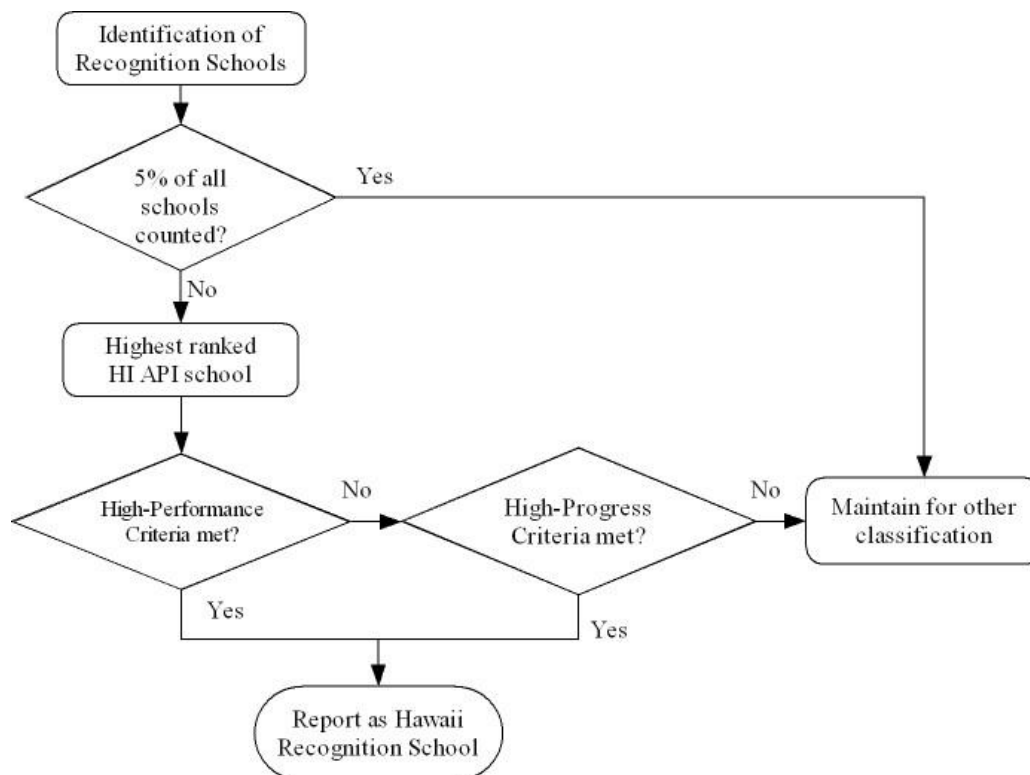 Identification of
Recognition Schools
5% of all
schools
counted?
Yes
No
Highest ranked
HI API school
High-Performance
Criteria met?
No
High-Progress
Criteria met?
No
Maintain for other
classification
Yes
Yes
Report as Hawaii
Recognition School